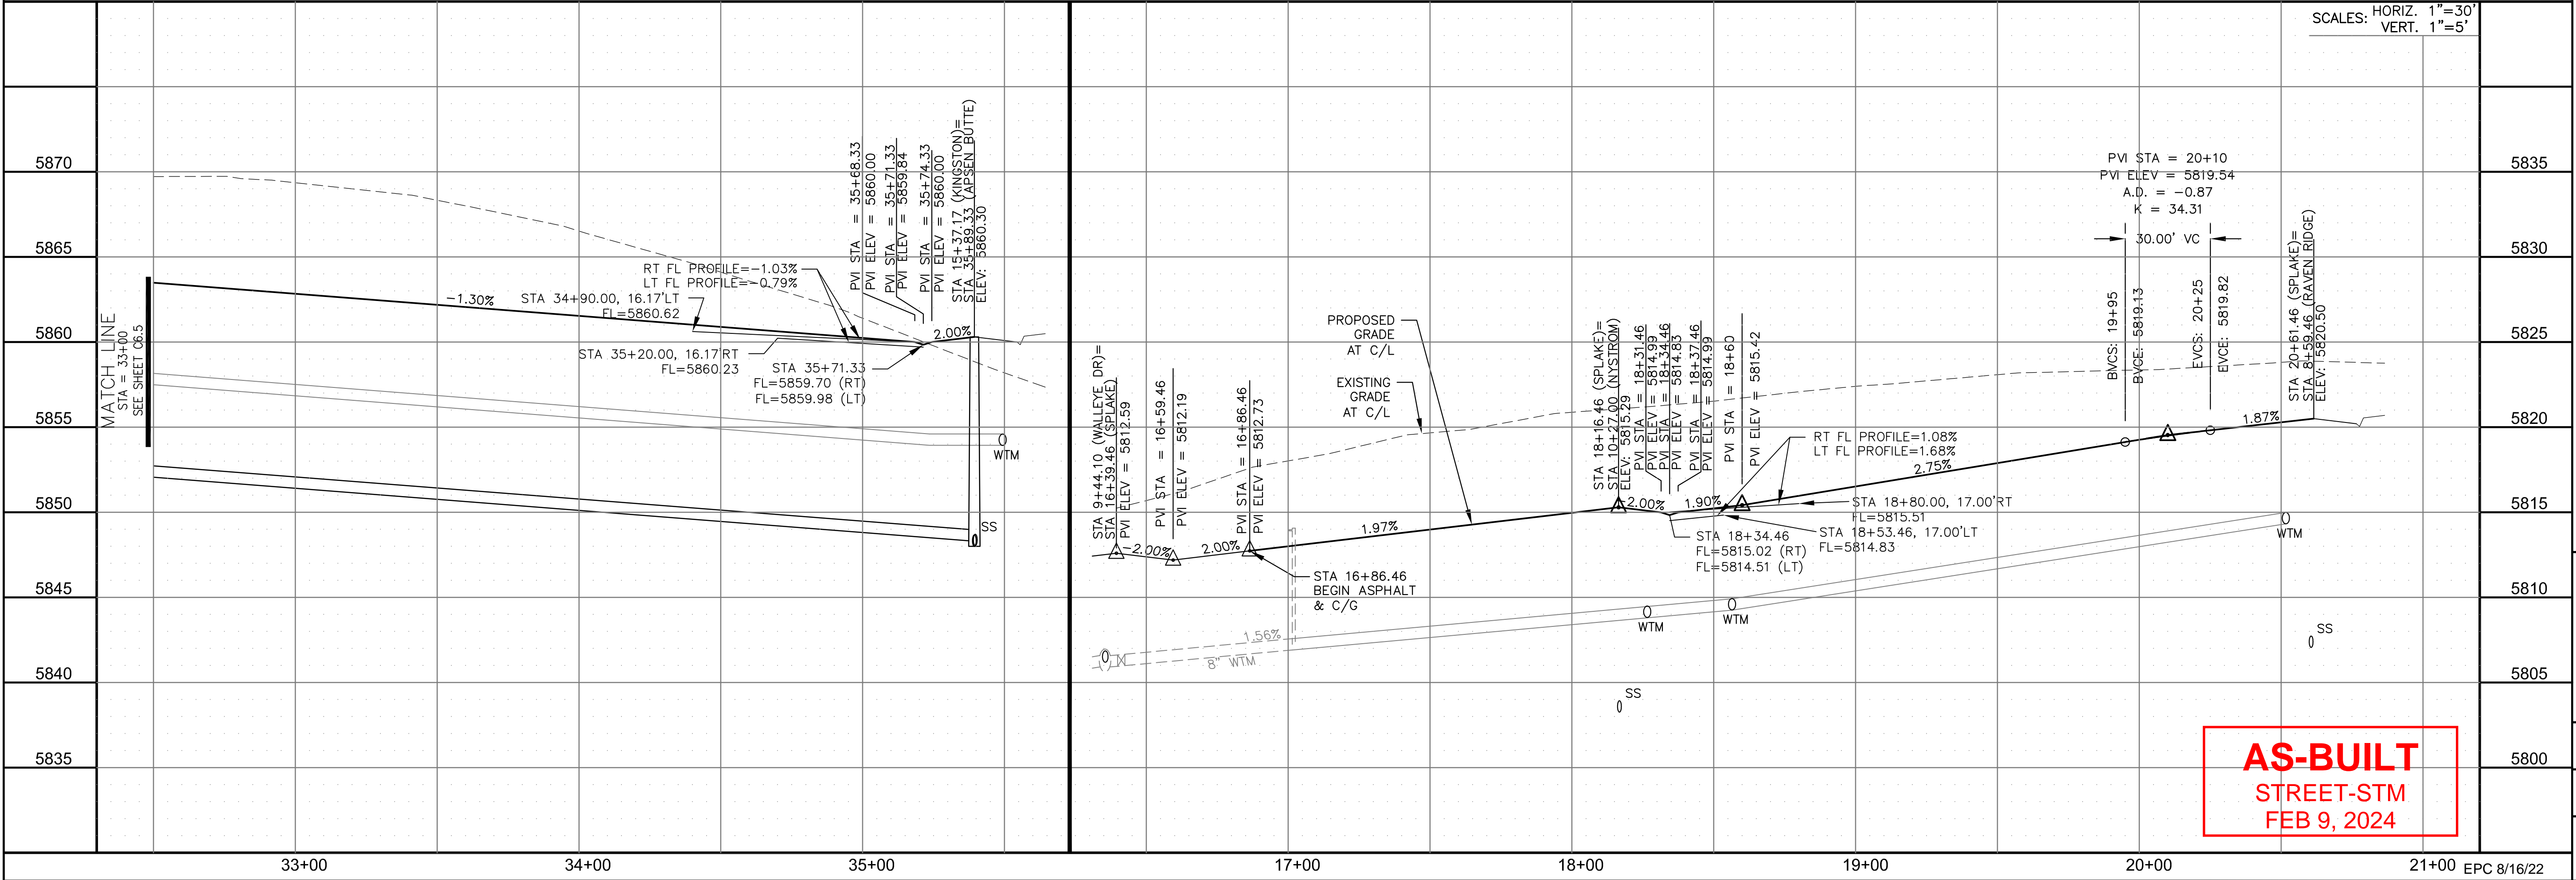 SCALES: HORIZ. 1"=30'
VERT. 1"=5'
5870
5865
5860
5855
5850
5845
5840
5835
MATCH LINE
STA = 33+00
SEE SHEET C6.5
-1.30%
RT FL PROFILE=-1.03%
LT FL PROFILE=-0.79%
STA 34+90.00, 16.17'LT
FL=5860.62
STA 35+20.00, 16.17'RT
FL=5860.23
STA 35+71.33
FL=5859.70 (RT)
FL=5859.98 (LT)
PVI STA = 35+68.33
PVI ELEV = 5860.00
PVI STA = 35+71.33
PVI ELEV = 5859.84
PVI STA = 35+74.33
PVI ELEV = 5860.00
STA 15+37.17 (KINGSTON)=
STA 35+89.33 (APSEN BUTTE)
ELEV: 5860.30
2.00%
WTM
SS
33+00
34+00
35+00
STA 9+44.10 (WALLEYE DR)=
STA 16+39.46 (SPLAKE)
PVI ELEV = 5812.59
PVI STA = 16+59.46
PVI ELEV = 5812.19
PVI STA = 16+86.46
PVI ELEV = 5812.73
-2.00%
2.00%
PROPOSED
GRADE
AT C/L
EXISTING
GRADE
AT C/L
1.97%
STA 16+86.46
BEGIN ASPHALT
& C/G
1.56%
8" WTM
STA 18+16.46 (SPLAKE)=
STA 10+27.00 (NYSTROM)
ELEV: 5815.29
PVI STA = 18+31.46
PVI ELEV = 5814.99
PVI STA = 18+34.46
PVI ELEV = 5814.83
PVI STA = 18+37.46
PVI ELEV = 5814.99
PVI STA = 18+60
PVI ELEV = 5815.42
-2.00%
1.90%
RT FL PROFILE=1.08%
LT FL PROFILE=1.68%
2.75%
STA 18+80.00, 17.00'RT
FL=5815.51
STA 18+53.46, 17.00'LT
FL=5814.83
STA 18+34.46
FL=5815.02 (RT)
FL=5814.51 (LT)
WTM
WTM
SS
PVI STA = 20+10
PVI ELEV = 5819.54
A.D. = -0.87
K = 34.31
30.00' VC
BVCS: 19+95
BVCE: 5819.13
EVCS: 20+25
EVCE: 5819.82
STA 20+61.46 (SPLAKE)=
STA 8+59.46 (RAVEN RIDGE)
ELEV: 5820.50
1.87%
WTM
SS
5835
5830
5825
5820
5815
5810
5805
5800
AS-BUILT
STREET-STM
FEB 9, 2024
17+00
18+00
19+00
20+00
21+00
EPC 8/16/22